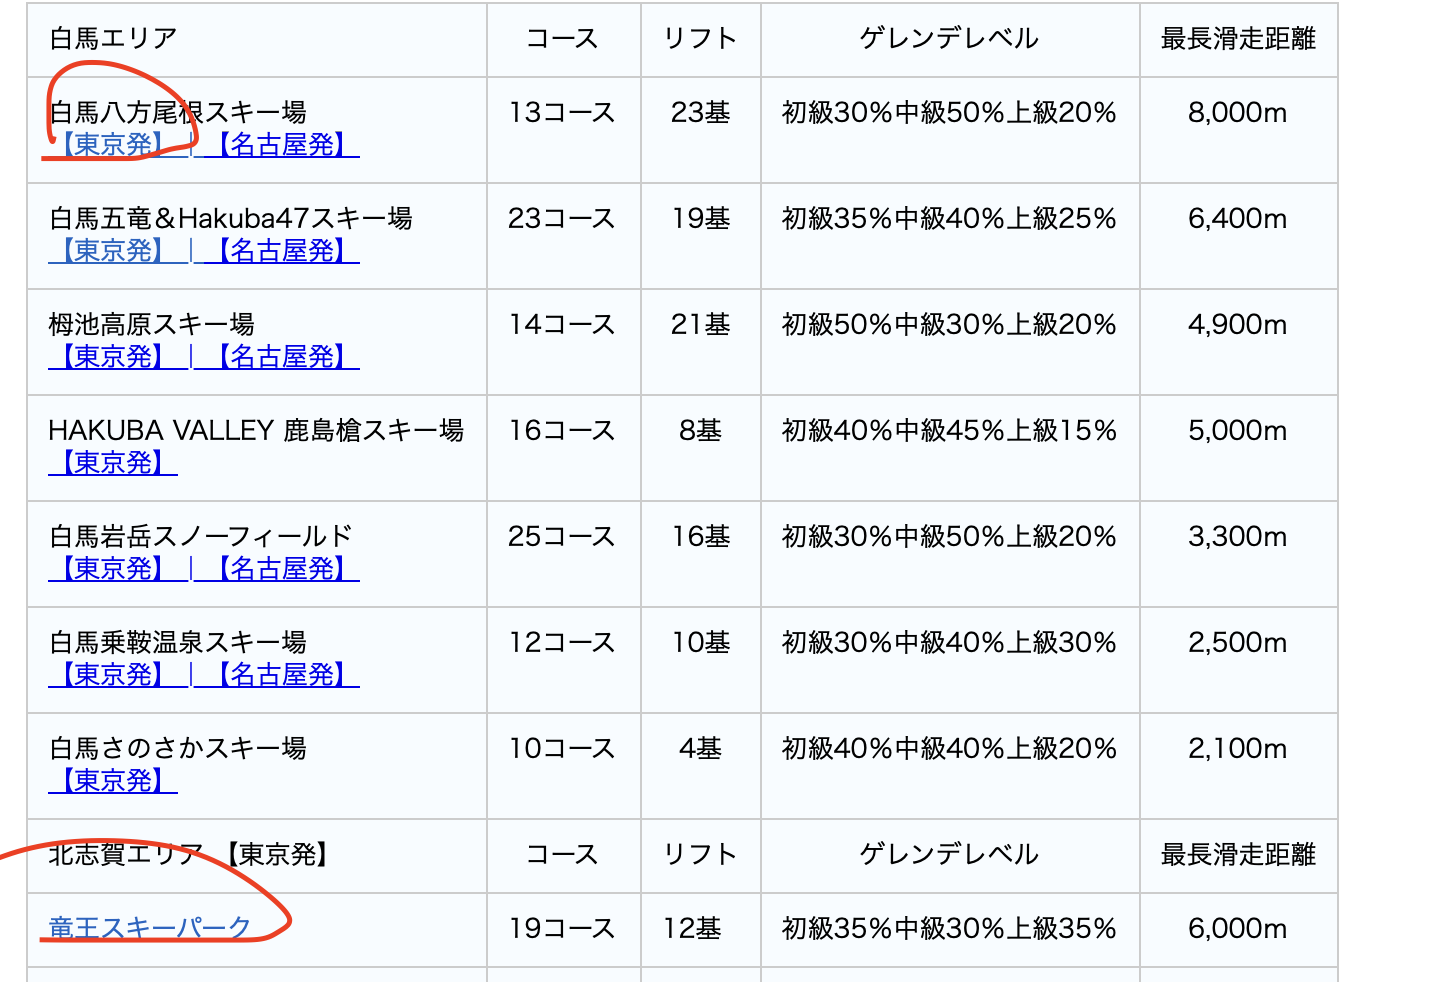 白馬エリア コース リフト ゲレンデレベル 最長滑走距離
白馬八方尾根スキー場 13コース 23基 初級30%中級50%上級20% 8,000m
【東京発】｜【名古屋発】
白馬五竜＆Hakuba47スキー場 23コース 19基 初級35%中級40%上級25% 6,400m
【東京発】｜【名古屋発】
栂池高原スキー場 14コース 21基 初級50%中級30%上級20% 4,900m
【東京発】｜【名古屋発】
HAKUBA VALLEY 鹿島槍スキー場 16コース 8基 初級40%中級45%上級15% 5,000m
【東京発】
白馬岩岳スノーフィールド 25コース 16基 初級30%中級50%上級20% 3,300m
【東京発】｜【名古屋発】
白馬乗鞍温泉スキー場 12コース 10基 初級30%中級40%上級30% 2,500m
【東京発】｜【名古屋発】
白馬さのさかスキー場 10コース 4基 初級40%中級40%上級20% 2,100m
【東京発】
北志賀エリア 【東京発】 コース リフト ゲレンデレベル 最長滑走距離
竜王スキーパーク 19コース 12基 初級35%中級30%上級35% 6,000m